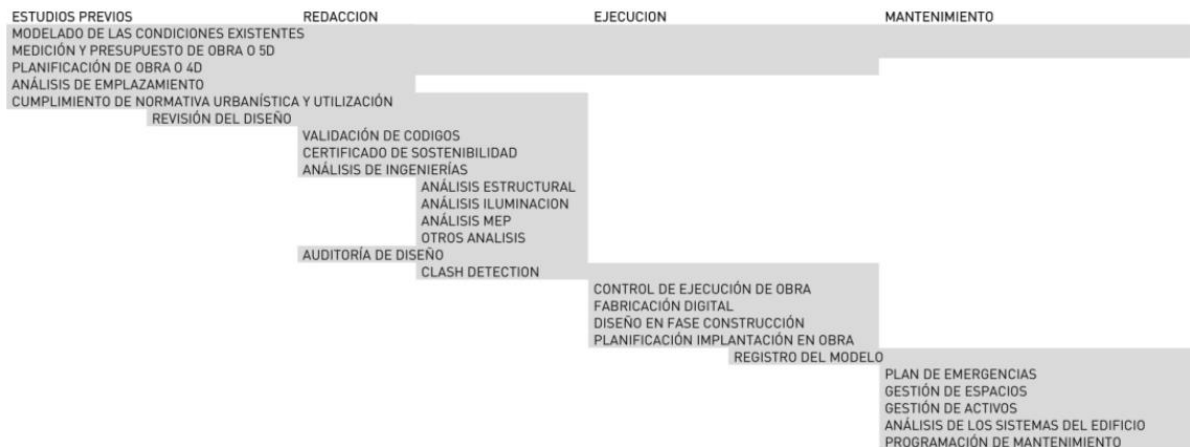 ESTUDIOS PREVIOS REDACCION EJECUCION MANTENIMIENTO
MODELADO DE LAS CONDICIONES EXISTENTES
MEDICIÓN Y PRESUPUESTO DE OBRA O 5D
PLANIFICACIÓN DE OBRA O 4D
ANÁLISIS DE EMPLAZAMIENTO
CUMPLIMIENTO DE NORMATIVA URBANÍSTICA Y UTILIZACIÓN
REVISIÓN DEL DISEÑO
VALIDACIÓN DE CODIGOS
CERTIFICADO DE SOSTENIBILIDAD
ANÁLISIS DE INGENIERÍAS
ANÁLISIS ESTRUCTURAL
ANÁLISIS ILUMINACION
ANÁLISIS MEP
OTROS ANALISIS
AUDITORÍA DE DISEÑO
CLASH DETECTION
CONTROL DE EJECUCIÓN DE OBRA
FABRICACIÓN DIGITAL
DISEÑO EN FASE CONSTRUCCIÓN
PLANIFICACIÓN IMPLANTACIÓN EN OBRA
REGISTRO DEL MODELO
PLAN DE EMERGENCIAS
GESTIÓN DE ESPACIOS
GESTIÓN DE ACTIVOS
ANÁLISIS DE LOS SISTEMAS DEL EDIFICIO
PROGRAMACIÓN DE MANTENIMIENTO